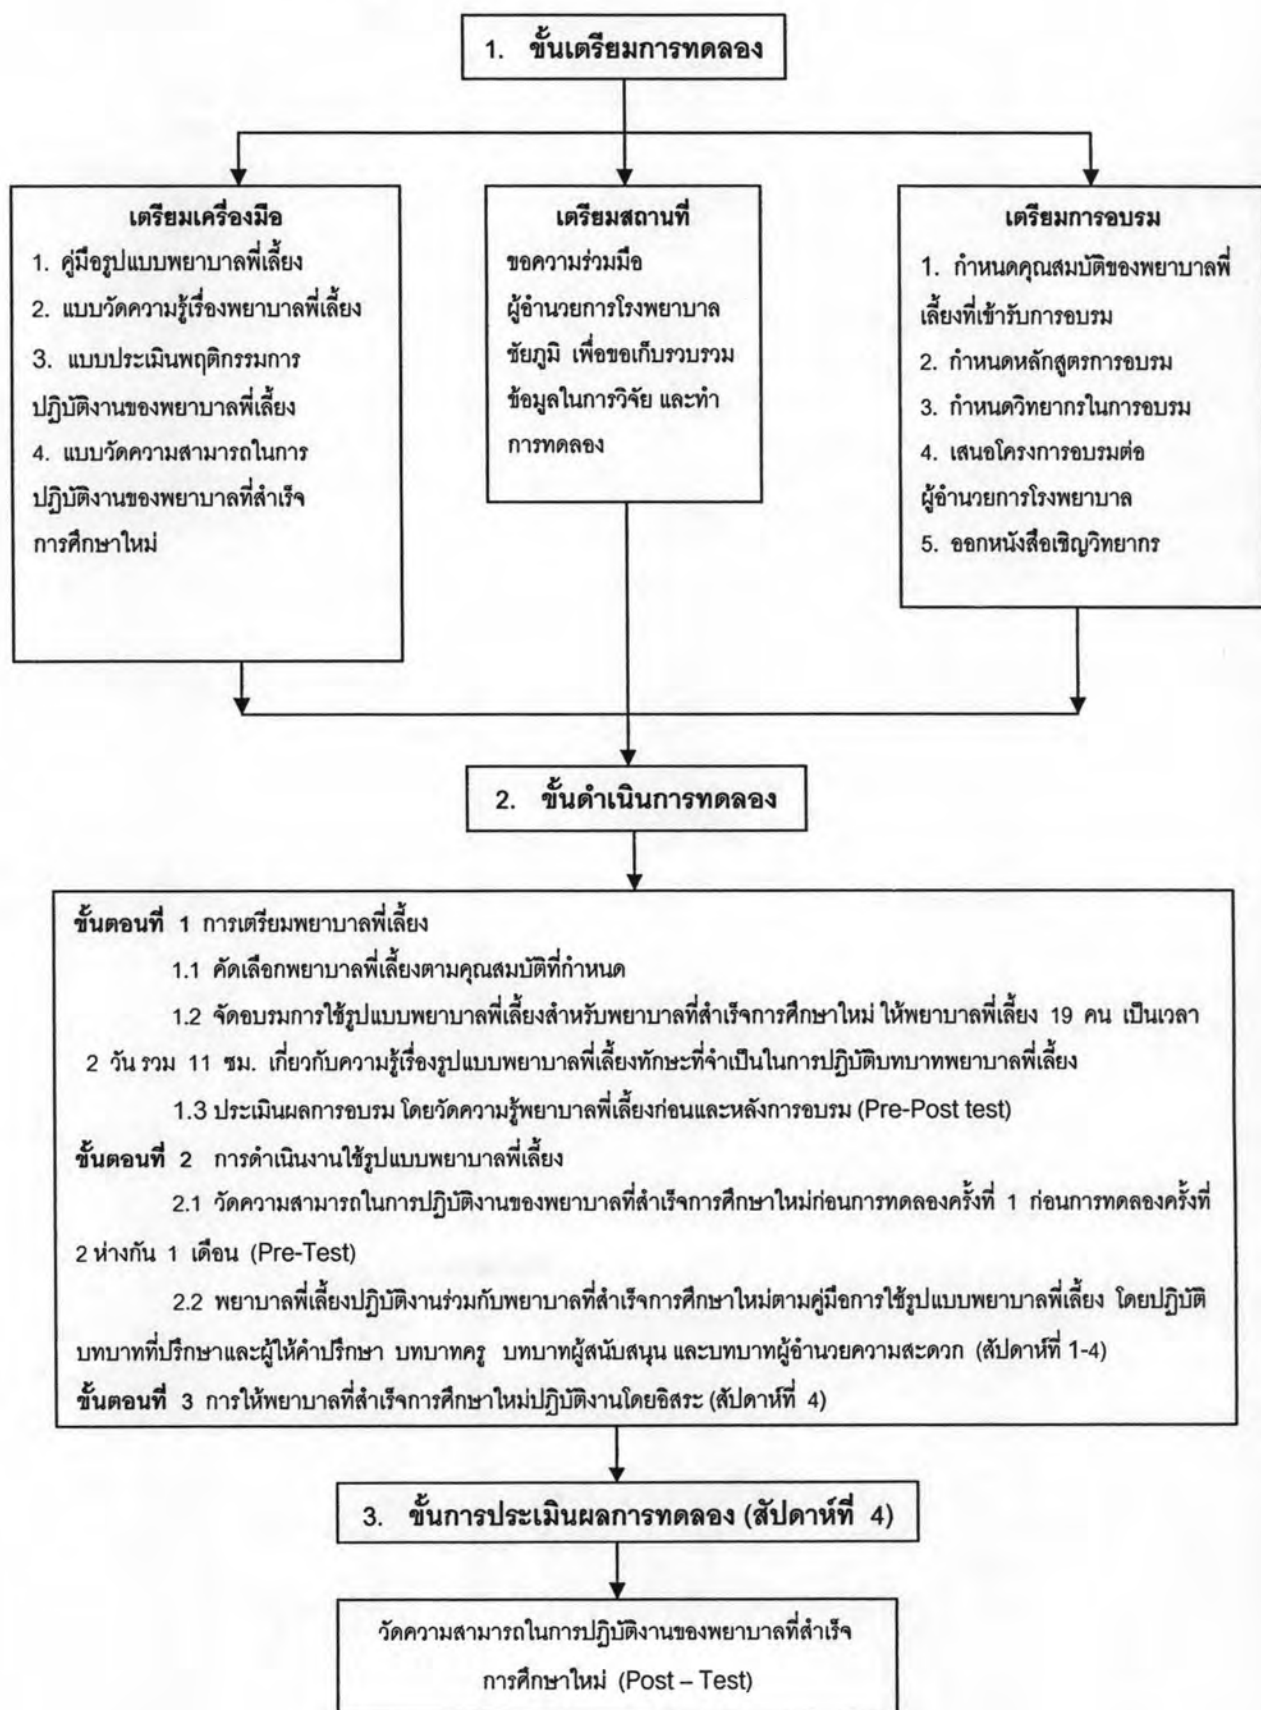 1. ขั้นเตรียมการทดลอง
เตรียมเครื่องมือ
1. คู่มือรูปแบบพยาบาลพี่เลี้ยง
2. แบบวัดความรู้เรื่องพยาบาลพี่เลี้ยง
3. แบบประเมินพฤติกรรมการ
ปฏิบัติงานของพยาบาลพี่เลี้ยง
4. แบบวัดความสามารถในการ
ปฏิบัติงานของพยาบาลที่สำเร็จ
การศึกษาใหม่
เตรียมสถานที่
ขอความร่วมมือ
ผู้อำนวยการโรงพยาบาล
ชัยภูมิ เพื่อขอเก็บรวบรวม
ข้อมูลในการวิจัย และทำ
การทดลอง
เตรียมการอบรม
1. กำหนดคุณสมบัติของพยาบาลพี่
เลี้ยงที่เข้ารับการอบรม
2. กำหนดหลักสูตรการอบรม
3. กำหนดวิทยากรในการอบรม
4. เสนอโครงการอบรมต่อ
ผู้อำนวยการโรงพยาบาล
5. ออกหนังสือเชิญวิทยากร
2. ขั้นดำเนินการทดลอง
ขั้นตอนที่ 1 การเตรียมพยาบาลพี่เลี้ยง
1.1 คัดเลือกพยาบาลพี่เลี้ยงตามคุณสมบัติที่กำหนด
1.2 จัดอบรมการใช้รูปแบบพยาบาลพี่เลี้ยงสำหรับพยาบาลที่สำเร็จการศึกษาใหม่ ให้พยาบาลพี่เลี้ยง 19 คน เป็นเวลา
2 วัน รวม 11 ชม. เกี่ยวกับความรู้เรื่องรูปแบบพยาบาลพี่เลี้ยงทักษะที่จำเป็นในการปฏิบัติบทบาทพยาบาลพี่เลี้ยง
1.3 ประเมินผลการอบรม โดยวัดความรู้พยาบาลพี่เลี้ยงก่อนและหลังการอบรม (Pre-Post test)
ขั้นตอนที่ 2 การดำเนินงานใช้รูปแบบพยาบาลพี่เลี้ยง
2.1 วัดความสามารถในการปฏิบัติงานของพยาบาลที่สำเร็จการศึกษาใหม่ก่อนการทดลองครั้งที่ 1 ก่อนการทดลองครั้งที่
2 ห่างกัน 1 เดือน (Pre-Test)
2.2 พยาบาลพี่เลี้ยงปฏิบัติงานร่วมกับพยาบาลที่สำเร็จการศึกษาใหม่ตามคู่มือการใช้รูปแบบพยาบาลพี่เลี้ยง โดยปฏิบัติ
บทบาทที่ปรึกษาและผู้ให้คำปรึกษา บทบาทครู บทบาทผู้สนับสนุน และบทบาทผู้อำนวยความสะดวก (สัปดาห์ที่ 1-4)
ขั้นตอนที่ 3 การให้พยาบาลที่สำเร็จการศึกษาใหม่ปฏิบัติงานโดยอิสระ (สัปดาห์ที่ 4)
3. ขั้นการประเมินผลการทดลอง (สัปดาห์ที่ 4)
วัดความสามารถในการปฏิบัติงานของพยาบาลที่สำเร็จ
การศึกษาใหม่ (Post – Test)